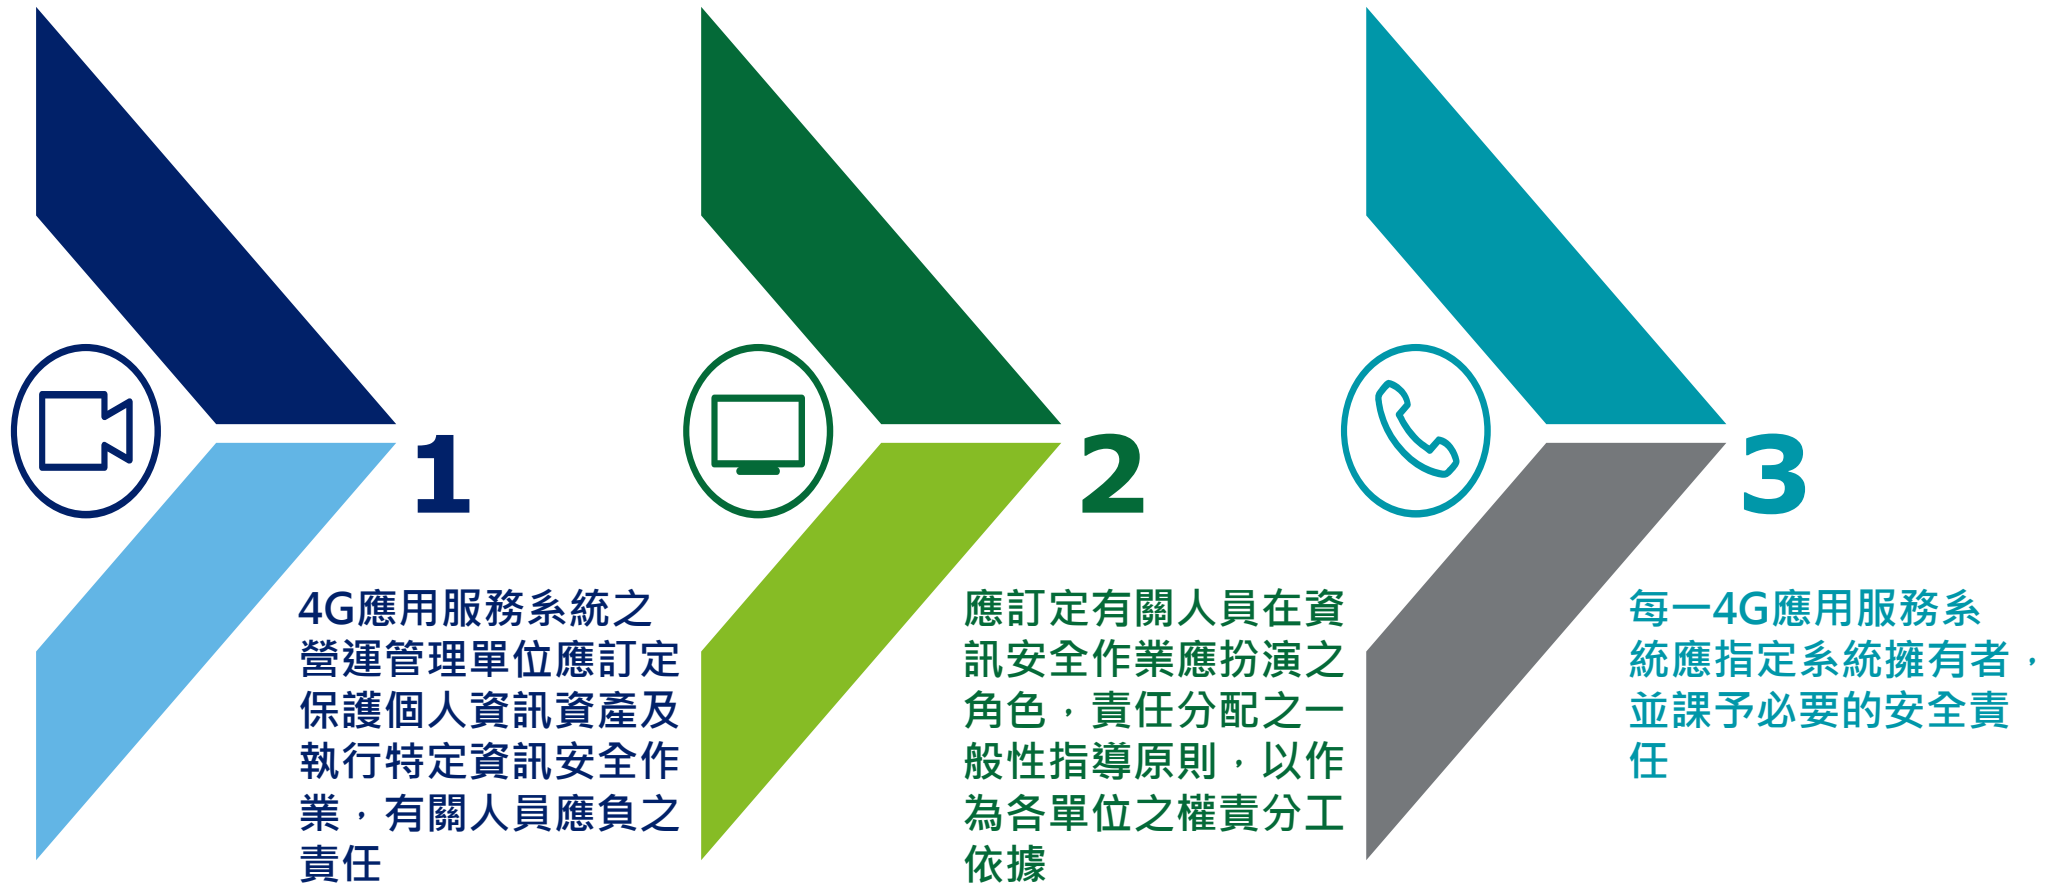 1
4G應用服務系統之
營運管理單位應訂定
保護個人資訊資產及
執行特定資訊安全作
業，有關人員應負之
責任
2
應訂定有關人員在資
訊安全作業應扮演之
角色，責任分配之一
般性指導原則，以作
為各單位之權責分工
依據
3
每一4G應用服務系
統應指定系統擁有者，
並課予必要的安全責
任